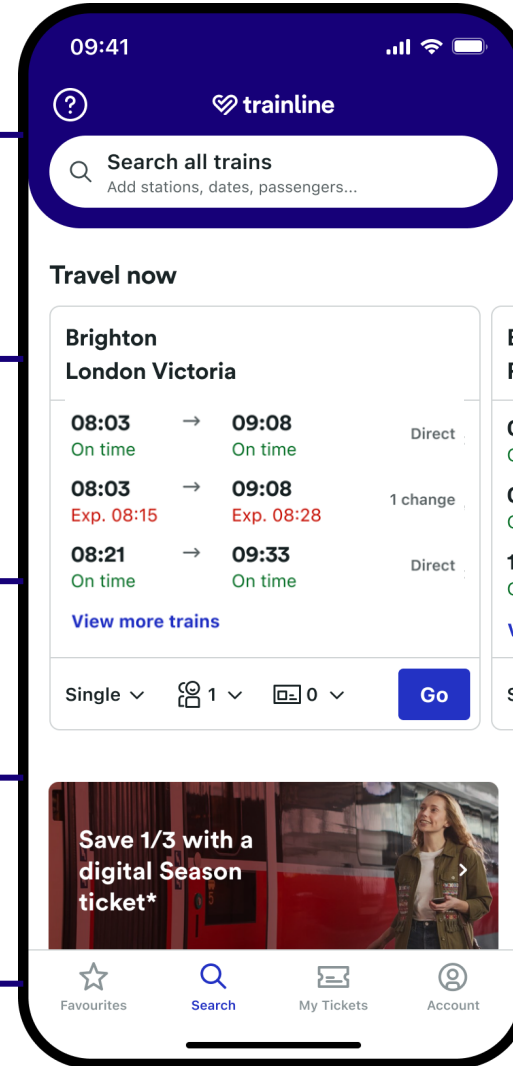 09:41
trainline
Search all trains
Add stations, dates, passengers...
Travel now
Brighton
London Victoria
08:03 → 09:08 Direct
On time On time
08:03 → 09:08 1 change
Exp. 08:15 Exp. 08:28
08:21 → 09:33 Direct
On time On time
View more trains
Single 1 0 Go
Save 1/3 with a
digital Season
ticket*
Favourites Search My Tickets Account